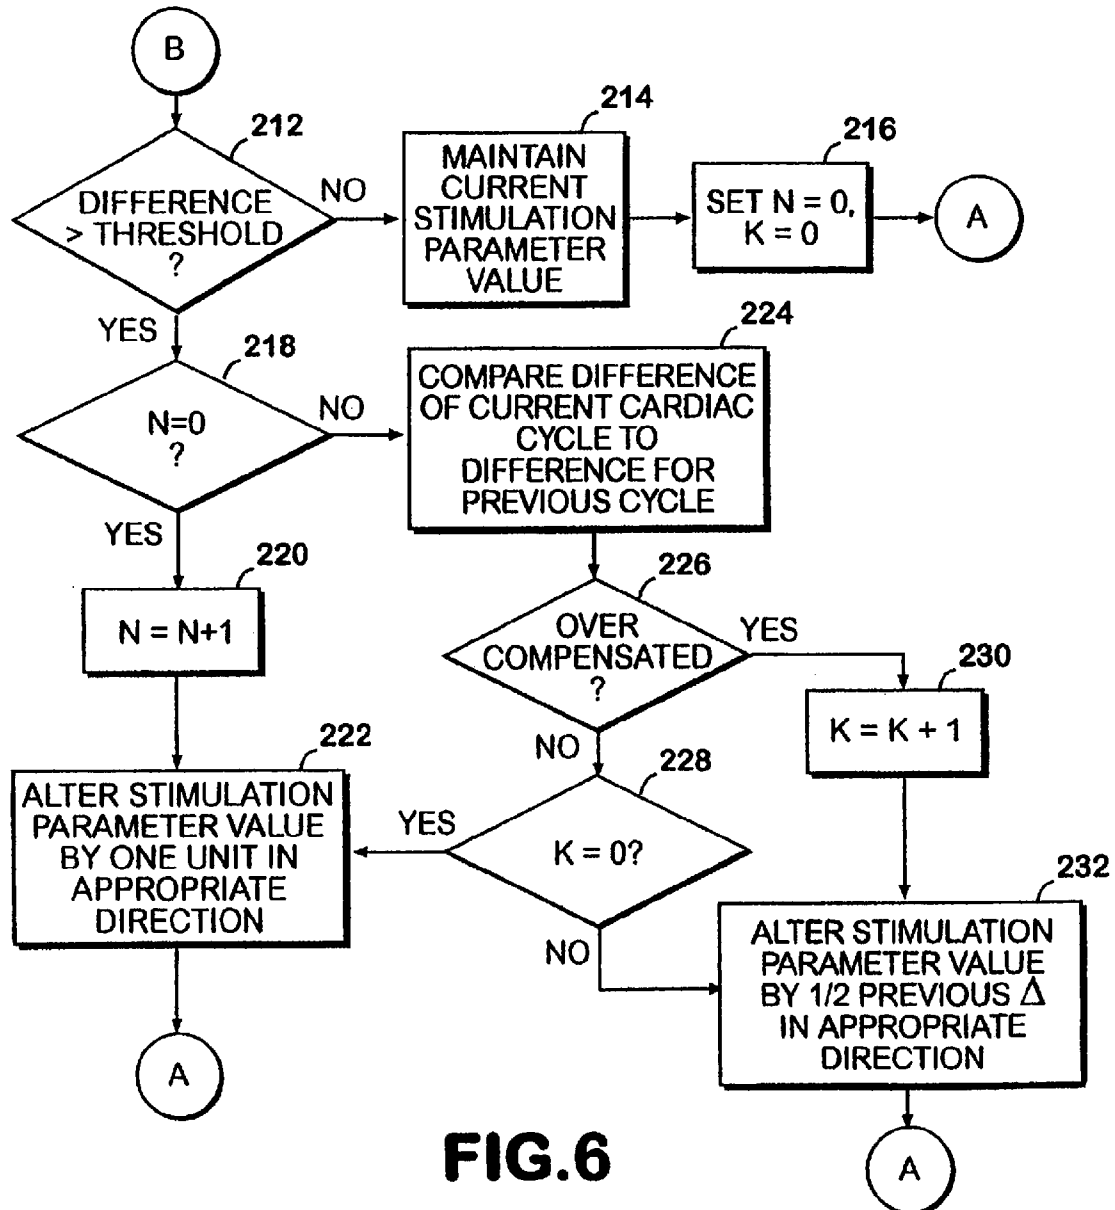 B
212
DIFFERENCE
> THRESHOLD
?
NO
YES
214
MAINTAIN
CURRENT
STIMULATION
PARAMETER
VALUE
216
SET N = 0,
K = 0
A
218
N=0
?
NO
YES
224
COMPARE DIFFERENCE
OF CURRENT CARDIAC
CYCLE TO
DIFFERENCE FOR
PREVIOUS CYCLE
220
N = N+1
226
OVER
COMPENSATED
?
YES
NO
230
K = K + 1
222
ALTER STIMULATION
PARAMETER VALUE
BY ONE UNIT IN
APPROPRIATE
DIRECTION
228
K = 0?
YES
NO
232
ALTER STIMULATION
PARAMETER VALUE
BY 1/2 PREVIOUS Δ
IN APPROPRIATE
DIRECTION
A
A
FIG.6